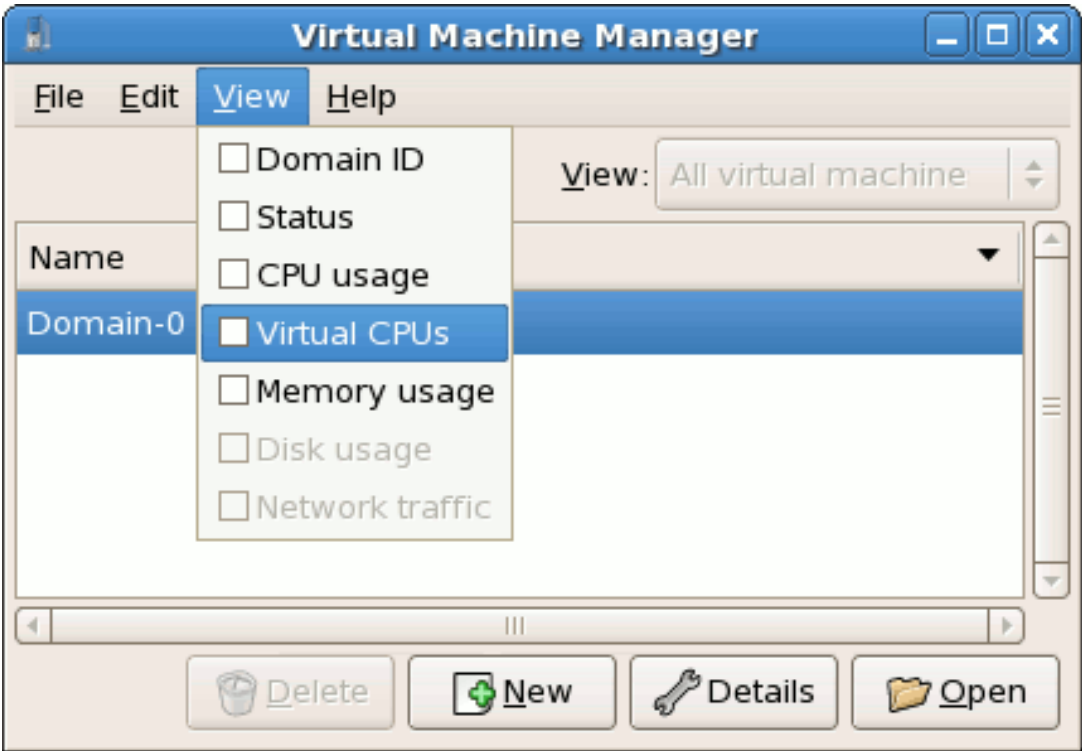 Virtual Machine Manager
File Edit View Help
Domain ID
View: All virtual machine
Status
Name
CPU usage
Domain-0
Virtual CPUs
Memory usage
Disk usage
Network traffic
Delete New Details Open